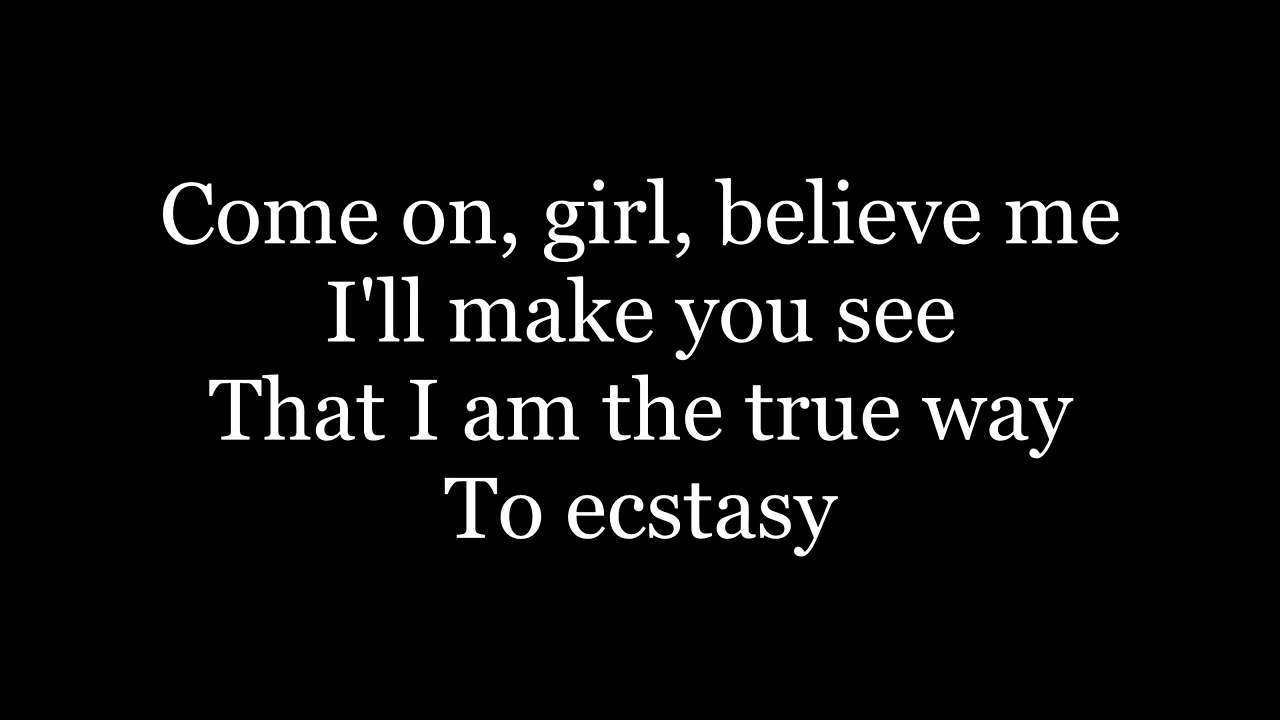 Come on, girl, believe me
I'll make you see
That I am the true way
To ecstasy